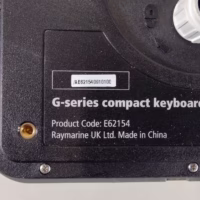 G-series compact keyboar
Product Code: E62154
Raymarine UK Ltd. Made in China